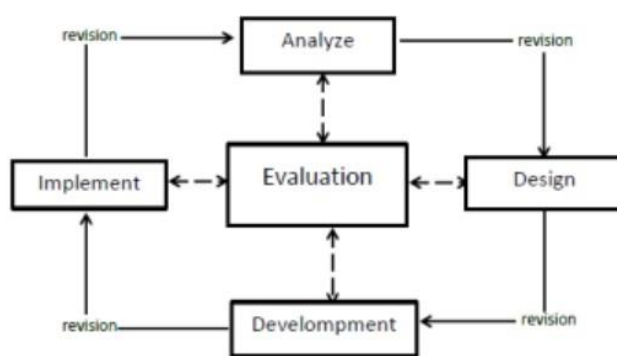 revision
Analyze
revision
Implement
Evaluation
Design
revision
Develompment
revision